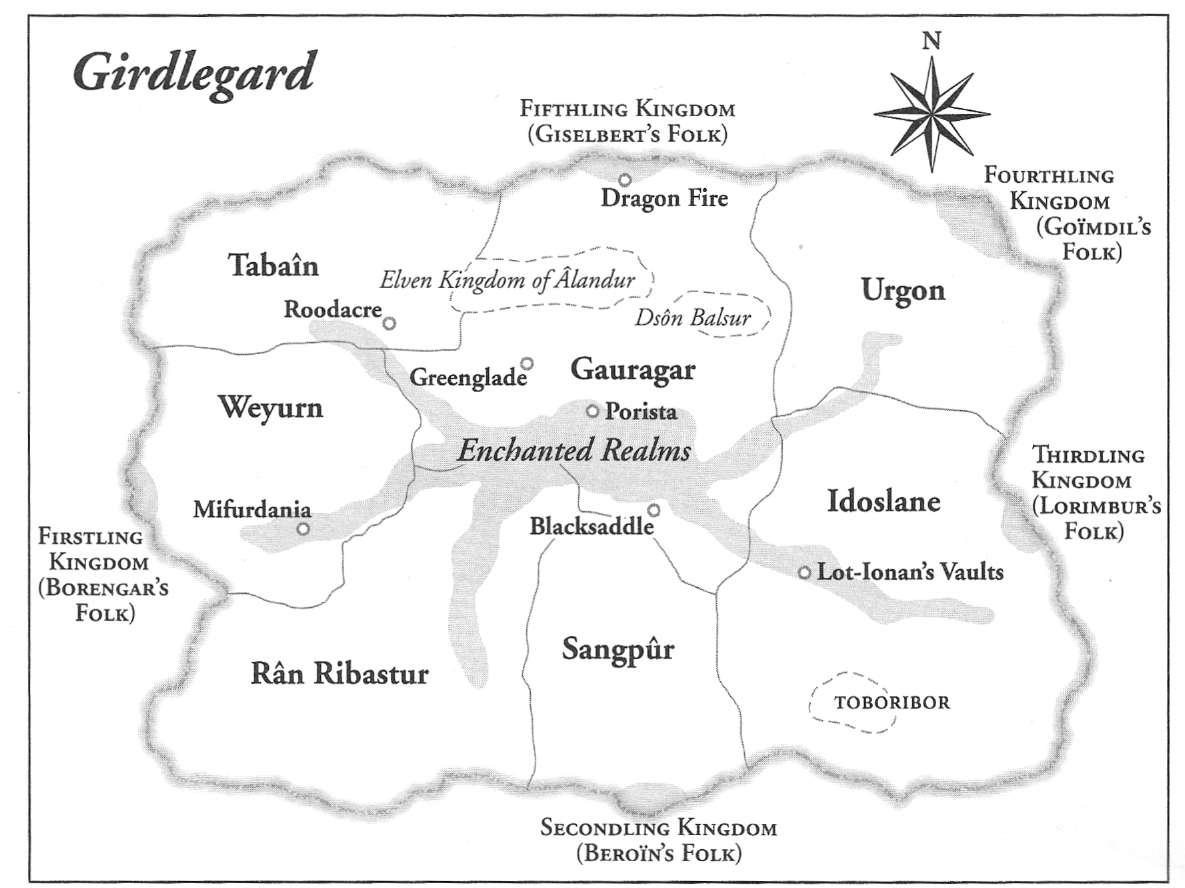 Girdlegard
N
Fifthling Kingdom
(Giselbert's Folk)
Dragon Fire
Fourthling
Kingdom
(Goïmdil's
Folk)
Tabaîn
Elven Kingdom of Âlandur
Urgon
Roodacre
Dsôn Balsur
Greenglade
Gauragar
Weyurn
Porista
Enchanted Realms
Thirdling
Kingdom
(Lorimbur's
Folk)
Idoslane
Mifurdania
Blacksaddle
Firstling
Kingdom
(Borengar's
Folk)
Lot-Ionan's Vaults
Sangpûr
Rân Ribastur
Toboribor
Secondling Kingdom
(Beroïn's Folk)